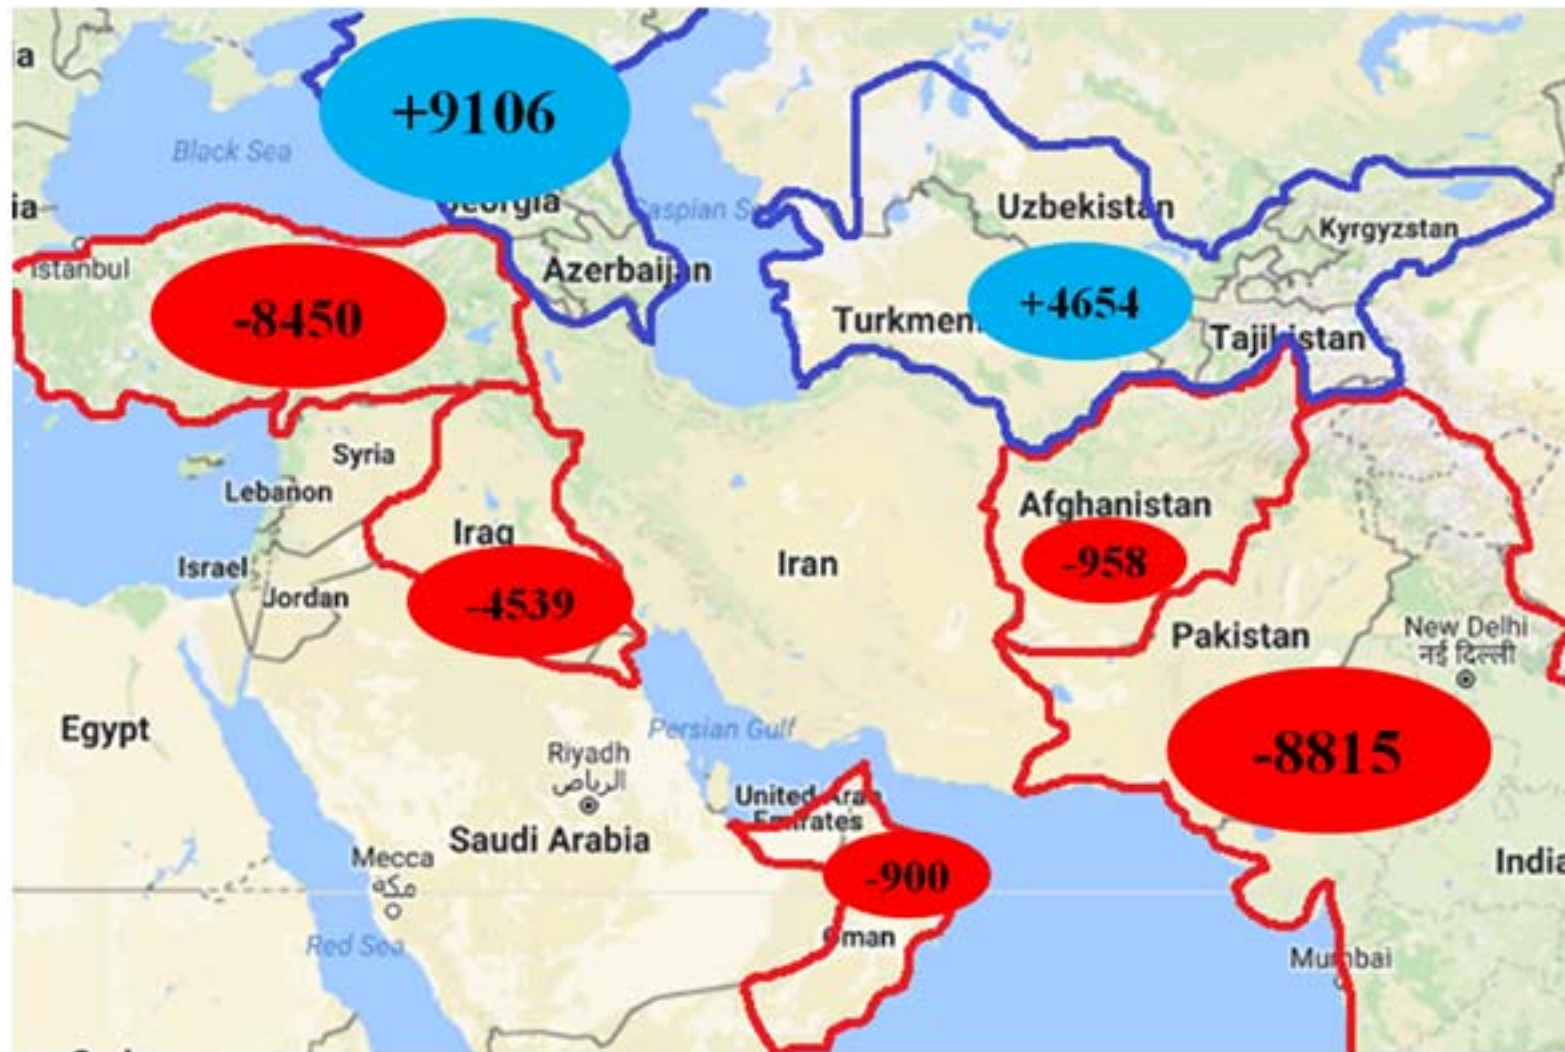 a
+9106
Black Sea
ia
Georgia
Caspian Se
Uzbekistan
Kyrgyzstan
Istanbul
Azerbaijan
+4654
-8450
Turkmen
Tajikistan
Syria
Lebanon
Afghanistan
Iraq
Iran
-958
Israel
Jordan
-4539
Pakistan
New Delhi
नई दिल्ली
Egypt
Persian Gulf
-8815
Riyadh
الرياض
United Arab
Emirates
Saudi Arabia
Mecca
مكة
-900
India
Red Sea
Oman
Mumbai